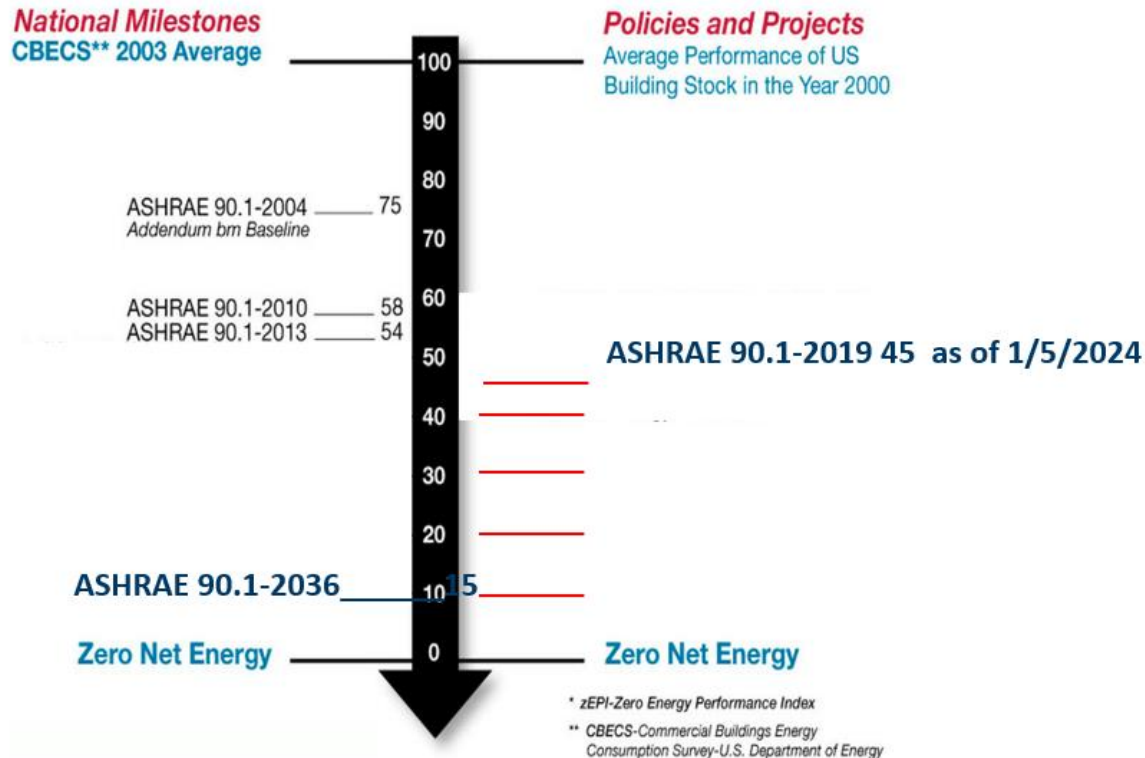 National Milestones
CBECS** 2003 Average
Policies and Projects
Average Performance of US
Building Stock in the Year 2000
100
90
80
ASHRAE 90.1-2004 75
Addendum bm Baseline
70
60
ASHRAE 90.1-2010 58
ASHRAE 90.1-2013 54
50
ASHRAE 90.1-2019 45 as of 1/5/2024
40
30
20
ASHRAE 90.1-2036 15
10
0
Zero Net Energy
Zero Net Energy
* zEPI-Zero Energy Performance Index
** CBECS-Commercial Buildings Energy
Consumption Survey-U.S. Department of Energy